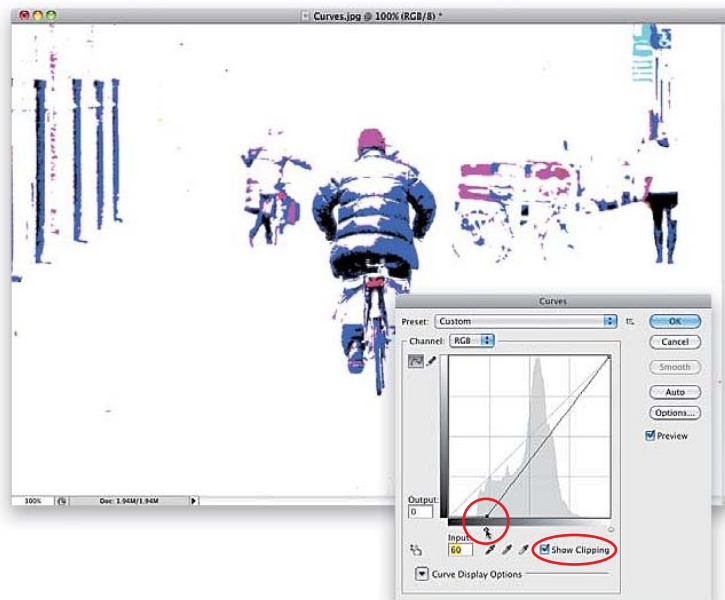 Curves.jpg @ 100% (RGB/8) *
100%
Doc: 1.94M/1.94M
Curves
Preset: Custom
OK
Channel: RGB
Cancel
Smooth
Auto
Options...
Preview
Output:
0
Input:
60
Show Clipping
Curve Display Options